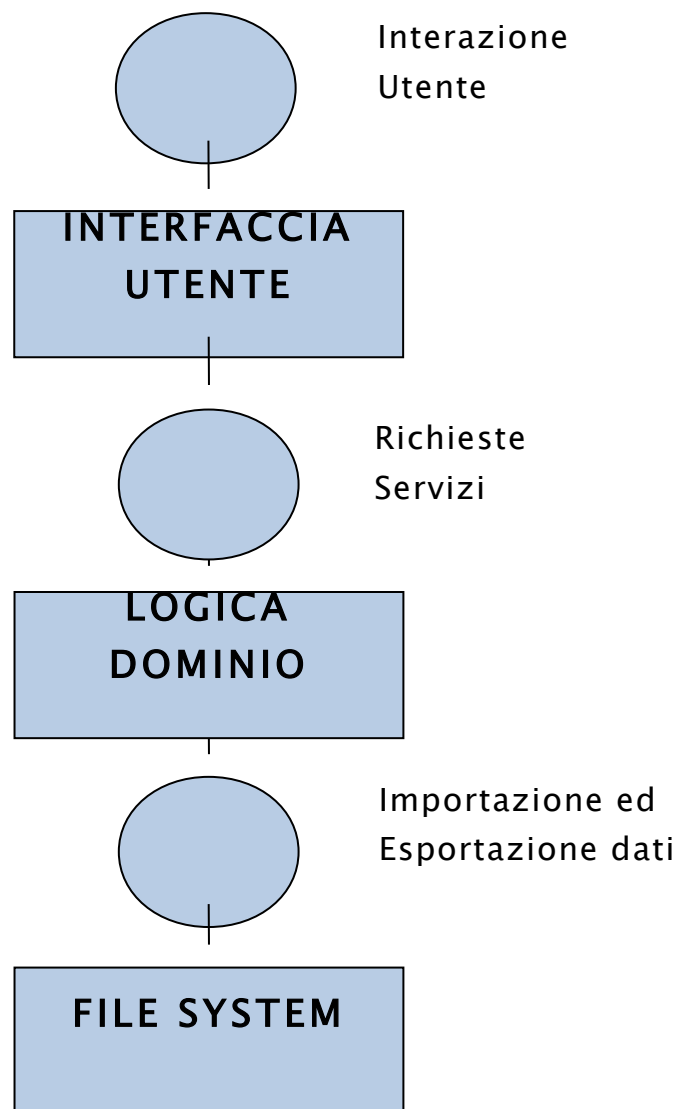 Interazione
Utente
INTERFACCIA
UTENTE
Richieste
Servizi
LOGICA
DOMINIO
Importazione ed
Esportazione dati
FILE SYSTEM